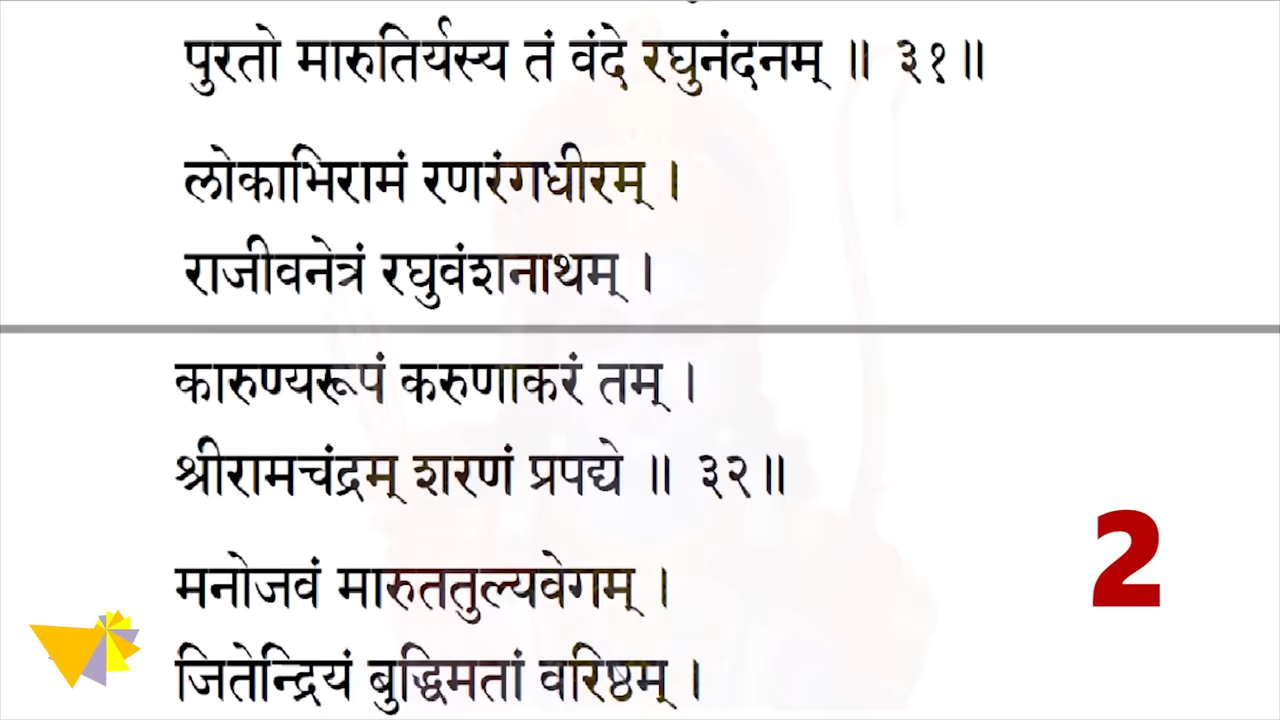 पुरतो मारुतिर्यस्य तं वंदे रघुनंदनम् ॥ ३१॥
लोकाभिरामं रणरंगधीरम् ।
राजीवनेत्रं रघुवंशनाथम् ।
कारुण्यरूपं करुणाकरं तम् ।
श्रीरामचंद्रम् शरणं प्रपद्ये ॥ ३२॥
मनोजवं मारुततुल्यवेगम् ।
जितेन्द्रियं बुद्धिमतां वरिष्ठम् ।
2